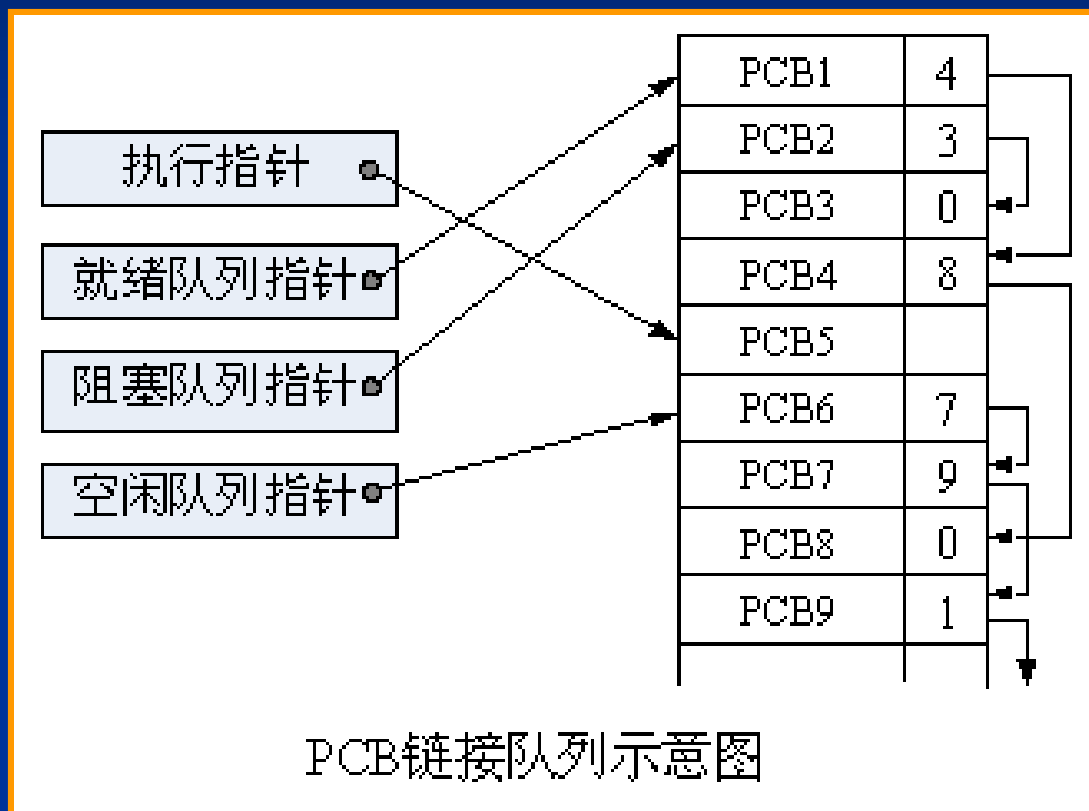 执行指针
就绪队列指针
阻塞队列指针
空闲队列指针
PCB1 4
PCB2 3
PCB3 0
PCB4 8
PCB5
PCB6 7
PCB7 9
PCB8 0
PCB9 1
PCB链接队列示意图